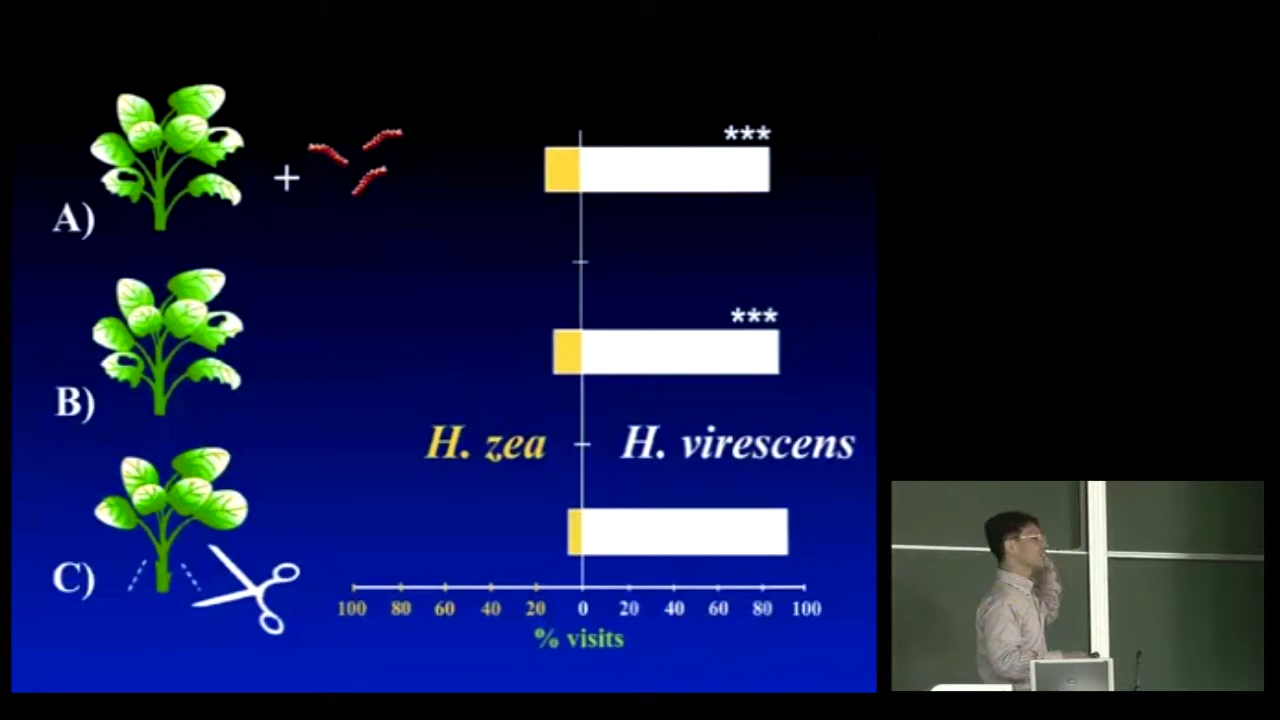 A)
+
***
B)
***
H. zea
H. virescens
C)
100 80 60 40 20 0 20 40 60 80 100
% visits